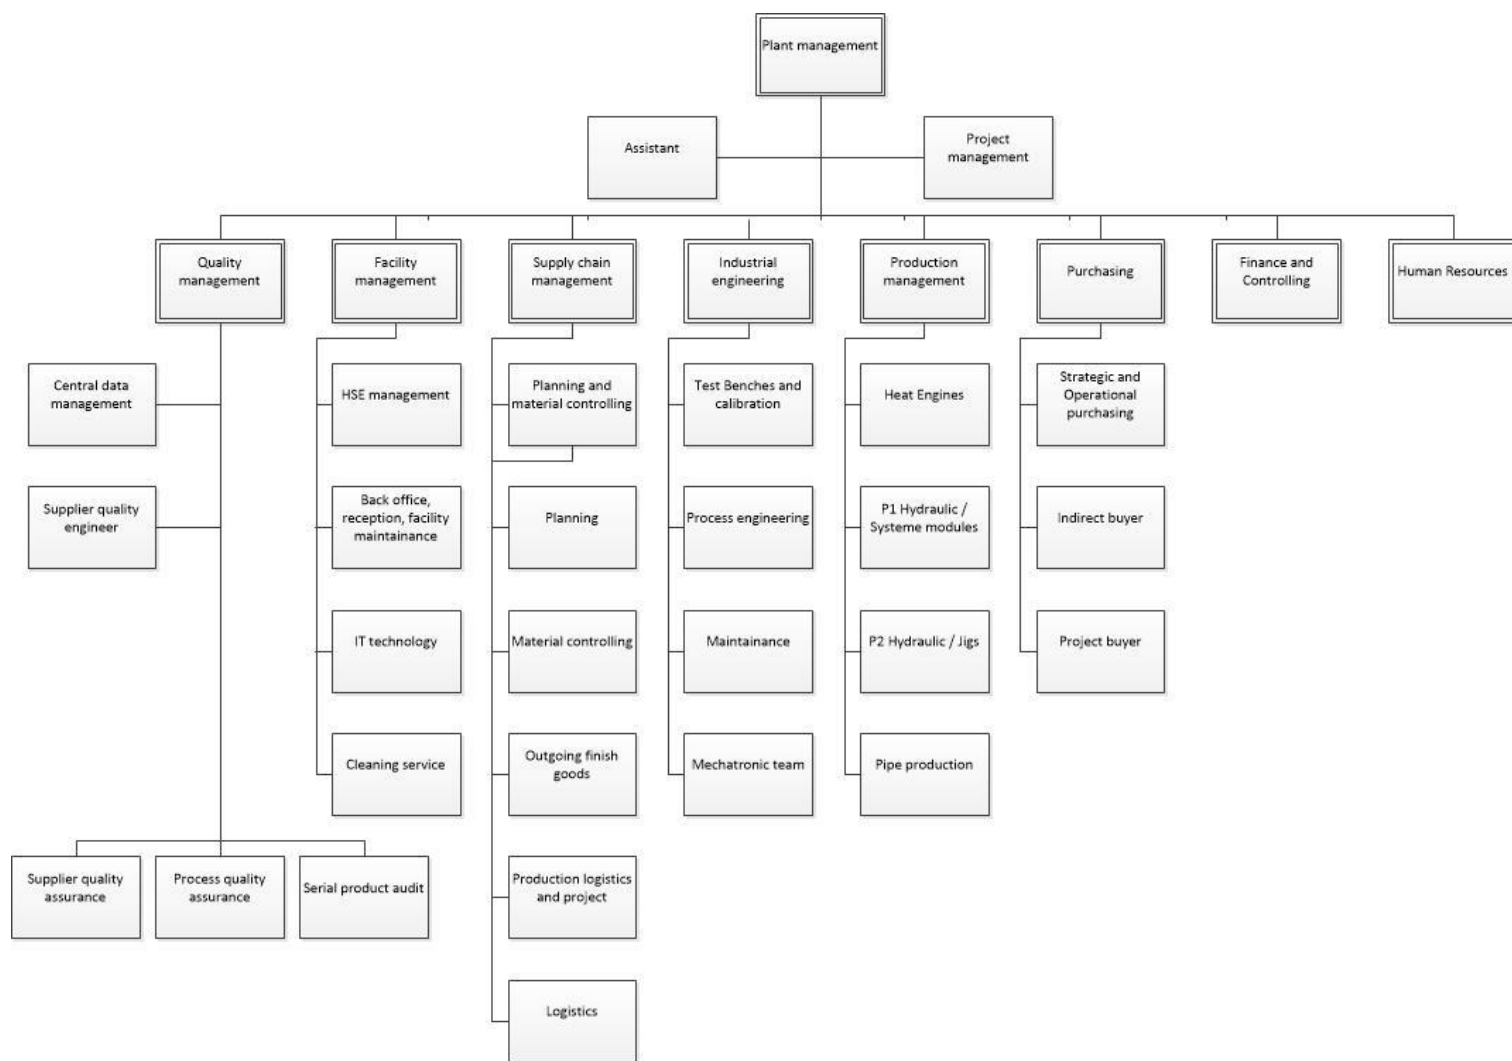 Plant management
Assistant
Project
management
Quality
management
Facility
management
Supply chain
management
Industrial
engineering
Production
management
Purchasing
Finance and
Controlling
Human Resources
Central data
management
HSE management
Planning and
material controlling
Test Benches and
calibration
Heat Engines
Strategic and
Operational
purchasing
Supplier quality
engineer
Back office,
reception, facility
maintainance
Planning
Process engineering
P1 Hydraulic /
Systeme modules
Indirect buyer
IT technology
Material controlling
Maintainance
P2 Hydraulic / Jigs
Project buyer
Cleaning service
Outgoing finish
goods
Mechatronic team
Pipe production
Supplier quality
assurance
Process quality
assurance
Serial product audit
Production logistics
and project
Logistics